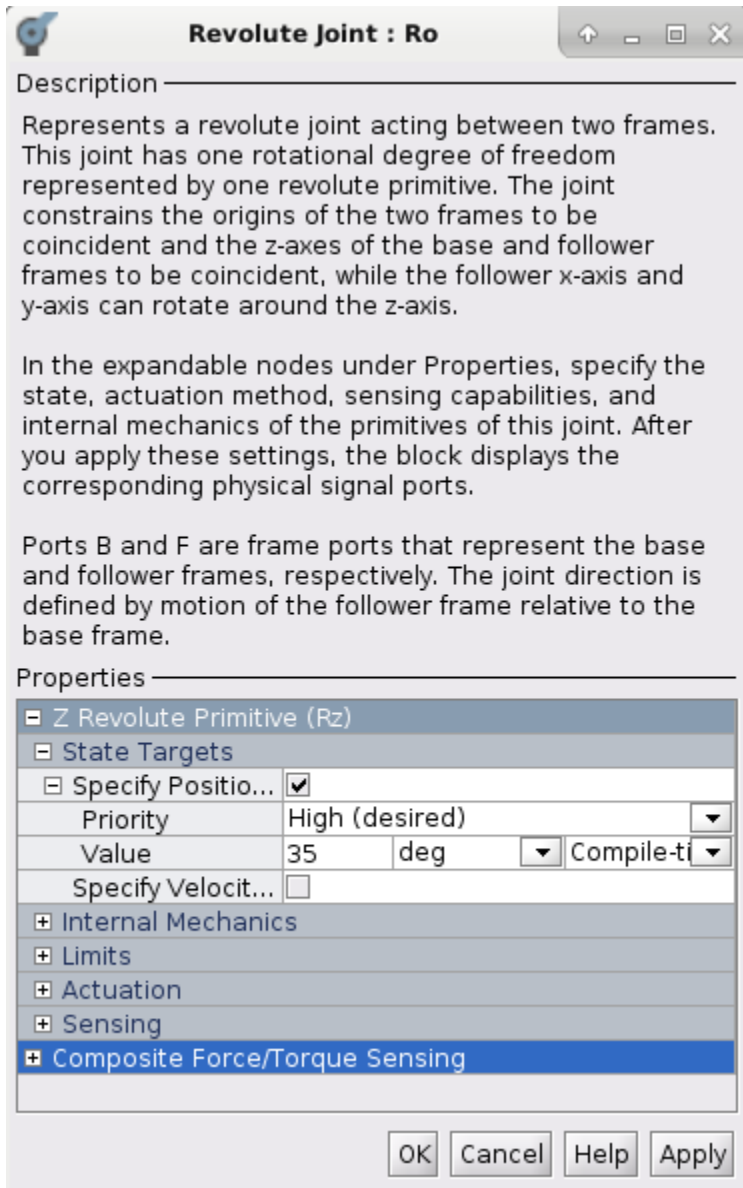 Revolute Joint : Ro
Description
Represents a revolute joint acting between two frames.
This joint has one rotational degree of freedom
represented by one revolute primitive. The joint
constrains the origins of the two frames to be
coincident and the z-axes of the base and follower
frames to be coincident, while the follower x-axis and
y-axis can rotate around the z-axis.
In the expandable nodes under Properties, specify the
state, actuation method, sensing capabilities, and
internal mechanics of the primitives of this joint. After
you apply these settings, the block displays the
corresponding physical signal ports.
Ports B and F are frame ports that represent the base
and follower frames, respectively. The joint direction is
defined by motion of the follower frame relative to the
base frame.
Properties
Z Revolute Primitive (Rz)
State Targets
Specify Positio...
Priority High (desired)
Value 35 deg Compile-ti
Specify Velocit...
Internal Mechanics
Limits
Actuation
Sensing
Composite Force/Torque Sensing
OK Cancel Help Apply